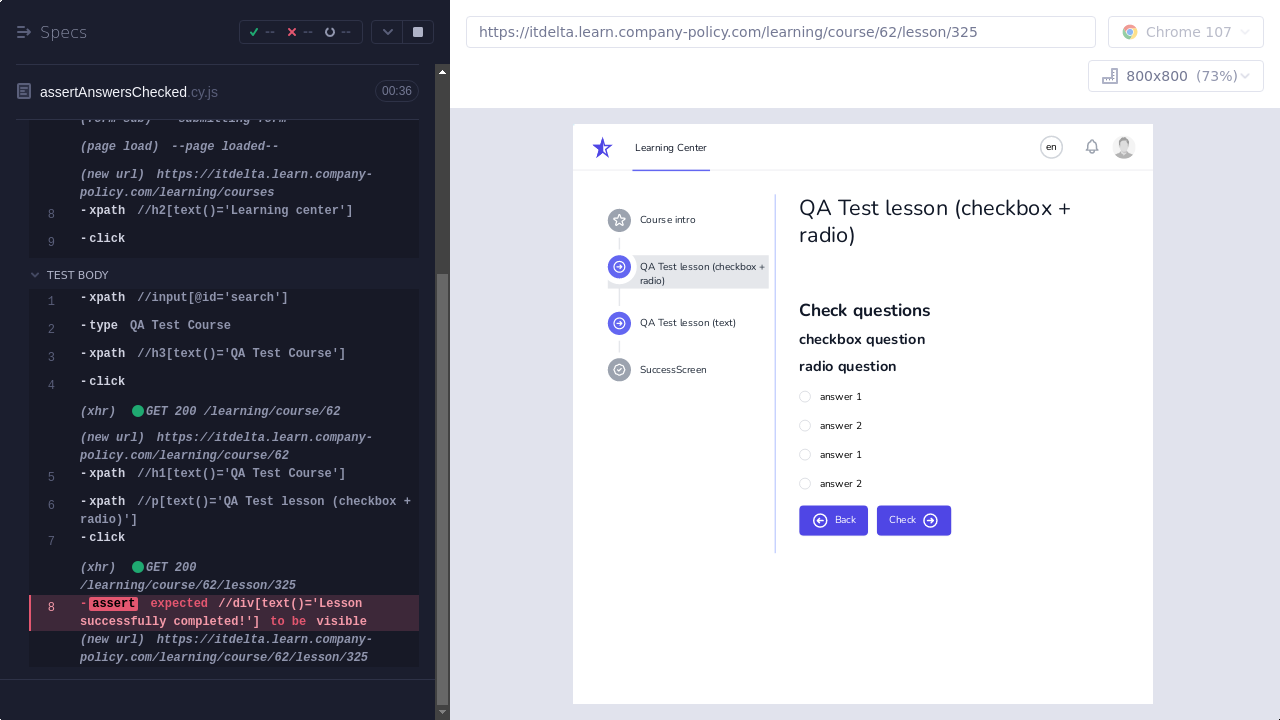 Specs
-- -- --
assertAnswersChecked.cy.js
00:36
(form sub) --submitting form--
(page load) --page loaded--
(new url) https://itdelta.learn.company-
policy.com/learning/courses
8 -xpath //h2[text()='Learning center']
9 -click
TEST BODY
1 -xpath //input[@id='search']
2 -type QA Test Course
3 -xpath //h3[text()='QA Test Course']
4 -click
(xhr) GET 200 /learning/course/62
(new url) https://itdelta.learn.company-
policy.com/learning/course/62
5 -xpath //h1[text()='QA Test Course']
6 -xpath //p[text()='QA Test lesson (checkbox +
radio)']
7 -click
(xhr) GET 200
/learning/course/62/lesson/325
8 -assert expected //div[text()='Lesson
successfully completed!'] to be visible
(new url) https://itdelta.learn.company-
policy.com/learning/course/62/lesson/325
https://itdelta.learn.company-policy.com/learning/course/62/lesson/325
Chrome 107
800x800 (73%)
Learning Center
en
Course intro
QA Test lesson (checkbox +
radio)
QA Test lesson (text)
SuccessScreen
QA Test lesson (checkbox +
radio)
Check questions
checkbox question
radio question
answer 1
answer 2
answer 1
answer 2
Back
Check